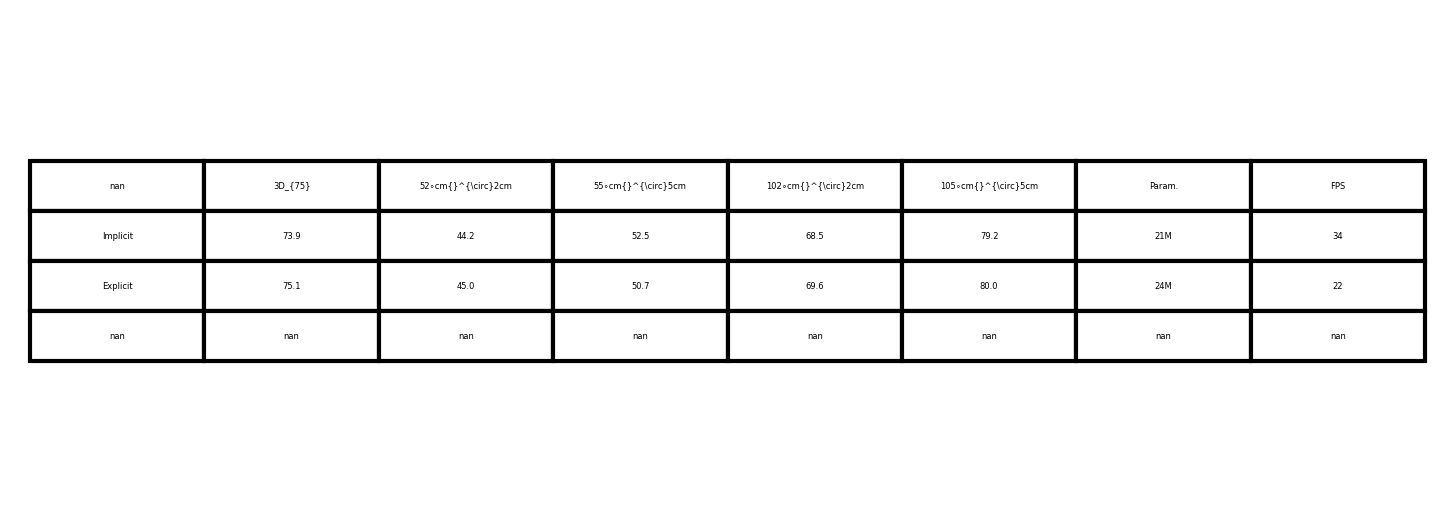 nan 3D_{75} 52∘cm{}^{\circ}2cm 55∘cm{}^{\circ}5cm 102∘cm{}^{\circ}2cm 105∘cm{}^{\circ}5cm Param. FPS
Implicit 73.9 44.2 52.5 68.5 79.2 21M 34
Explicit 75.1 45.0 50.7 69.6 80.0 24M 22
nan nan nan nan nan nan nan nan